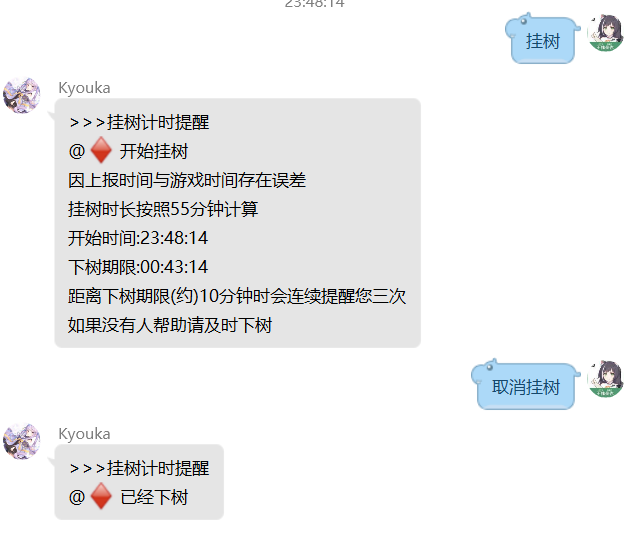 23:48:14
挂树
Kyouka
>>>挂树计时提醒
@ 开始挂树
因上报时间与游戏时间存在误差
挂树时长按照55分钟计算
开始时间:23:48:14
下树期限:00:43:14
距离下树期限(约)10分钟时会连续提醒您三次
如果没有人帮助请及时下树
取消挂树
Kyouka
>>>挂树计时提醒
@ 已经下树